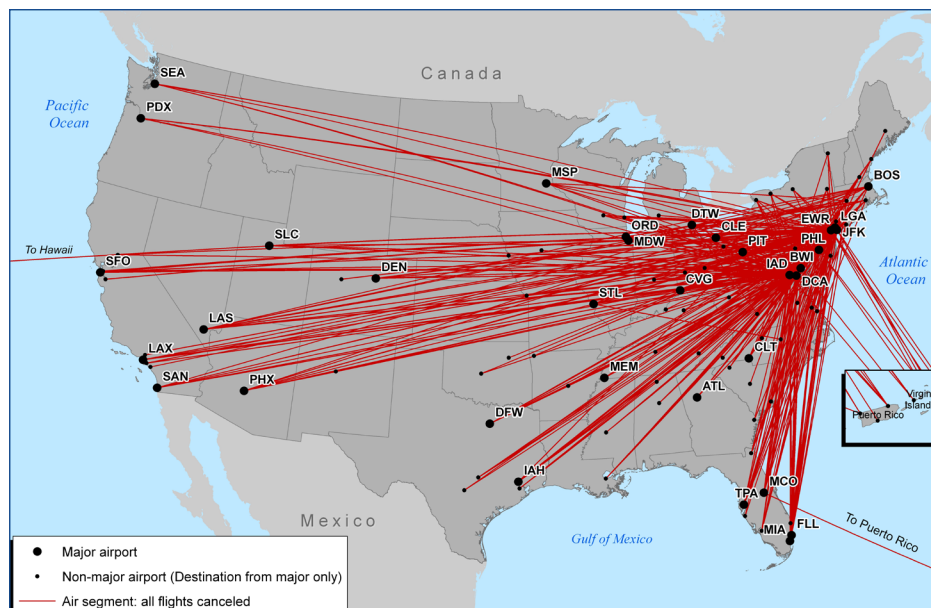 Canada
SEA
Pacific
Ocean
PDX
MSP
BOS
DTW
EWR
LGA
ORD
CLE
JFK
MDW
PIT
PHL
SLC
To Hawaii
SFO
BWI
IAD
Atlantic
Ocean
DEN
DCA
CVG
STL
LAS
LAX
CLT
SAN
PHX
MEM
ATL
DFW
Virgin
Island
Puerto Rico
IAH
MCO
TPA
Mexico
Gulf of Mexico
MIA
FLL
To Puerto Rico
Major airport
Non-major airport (Destination from major only)
Air segment: all flights canceled